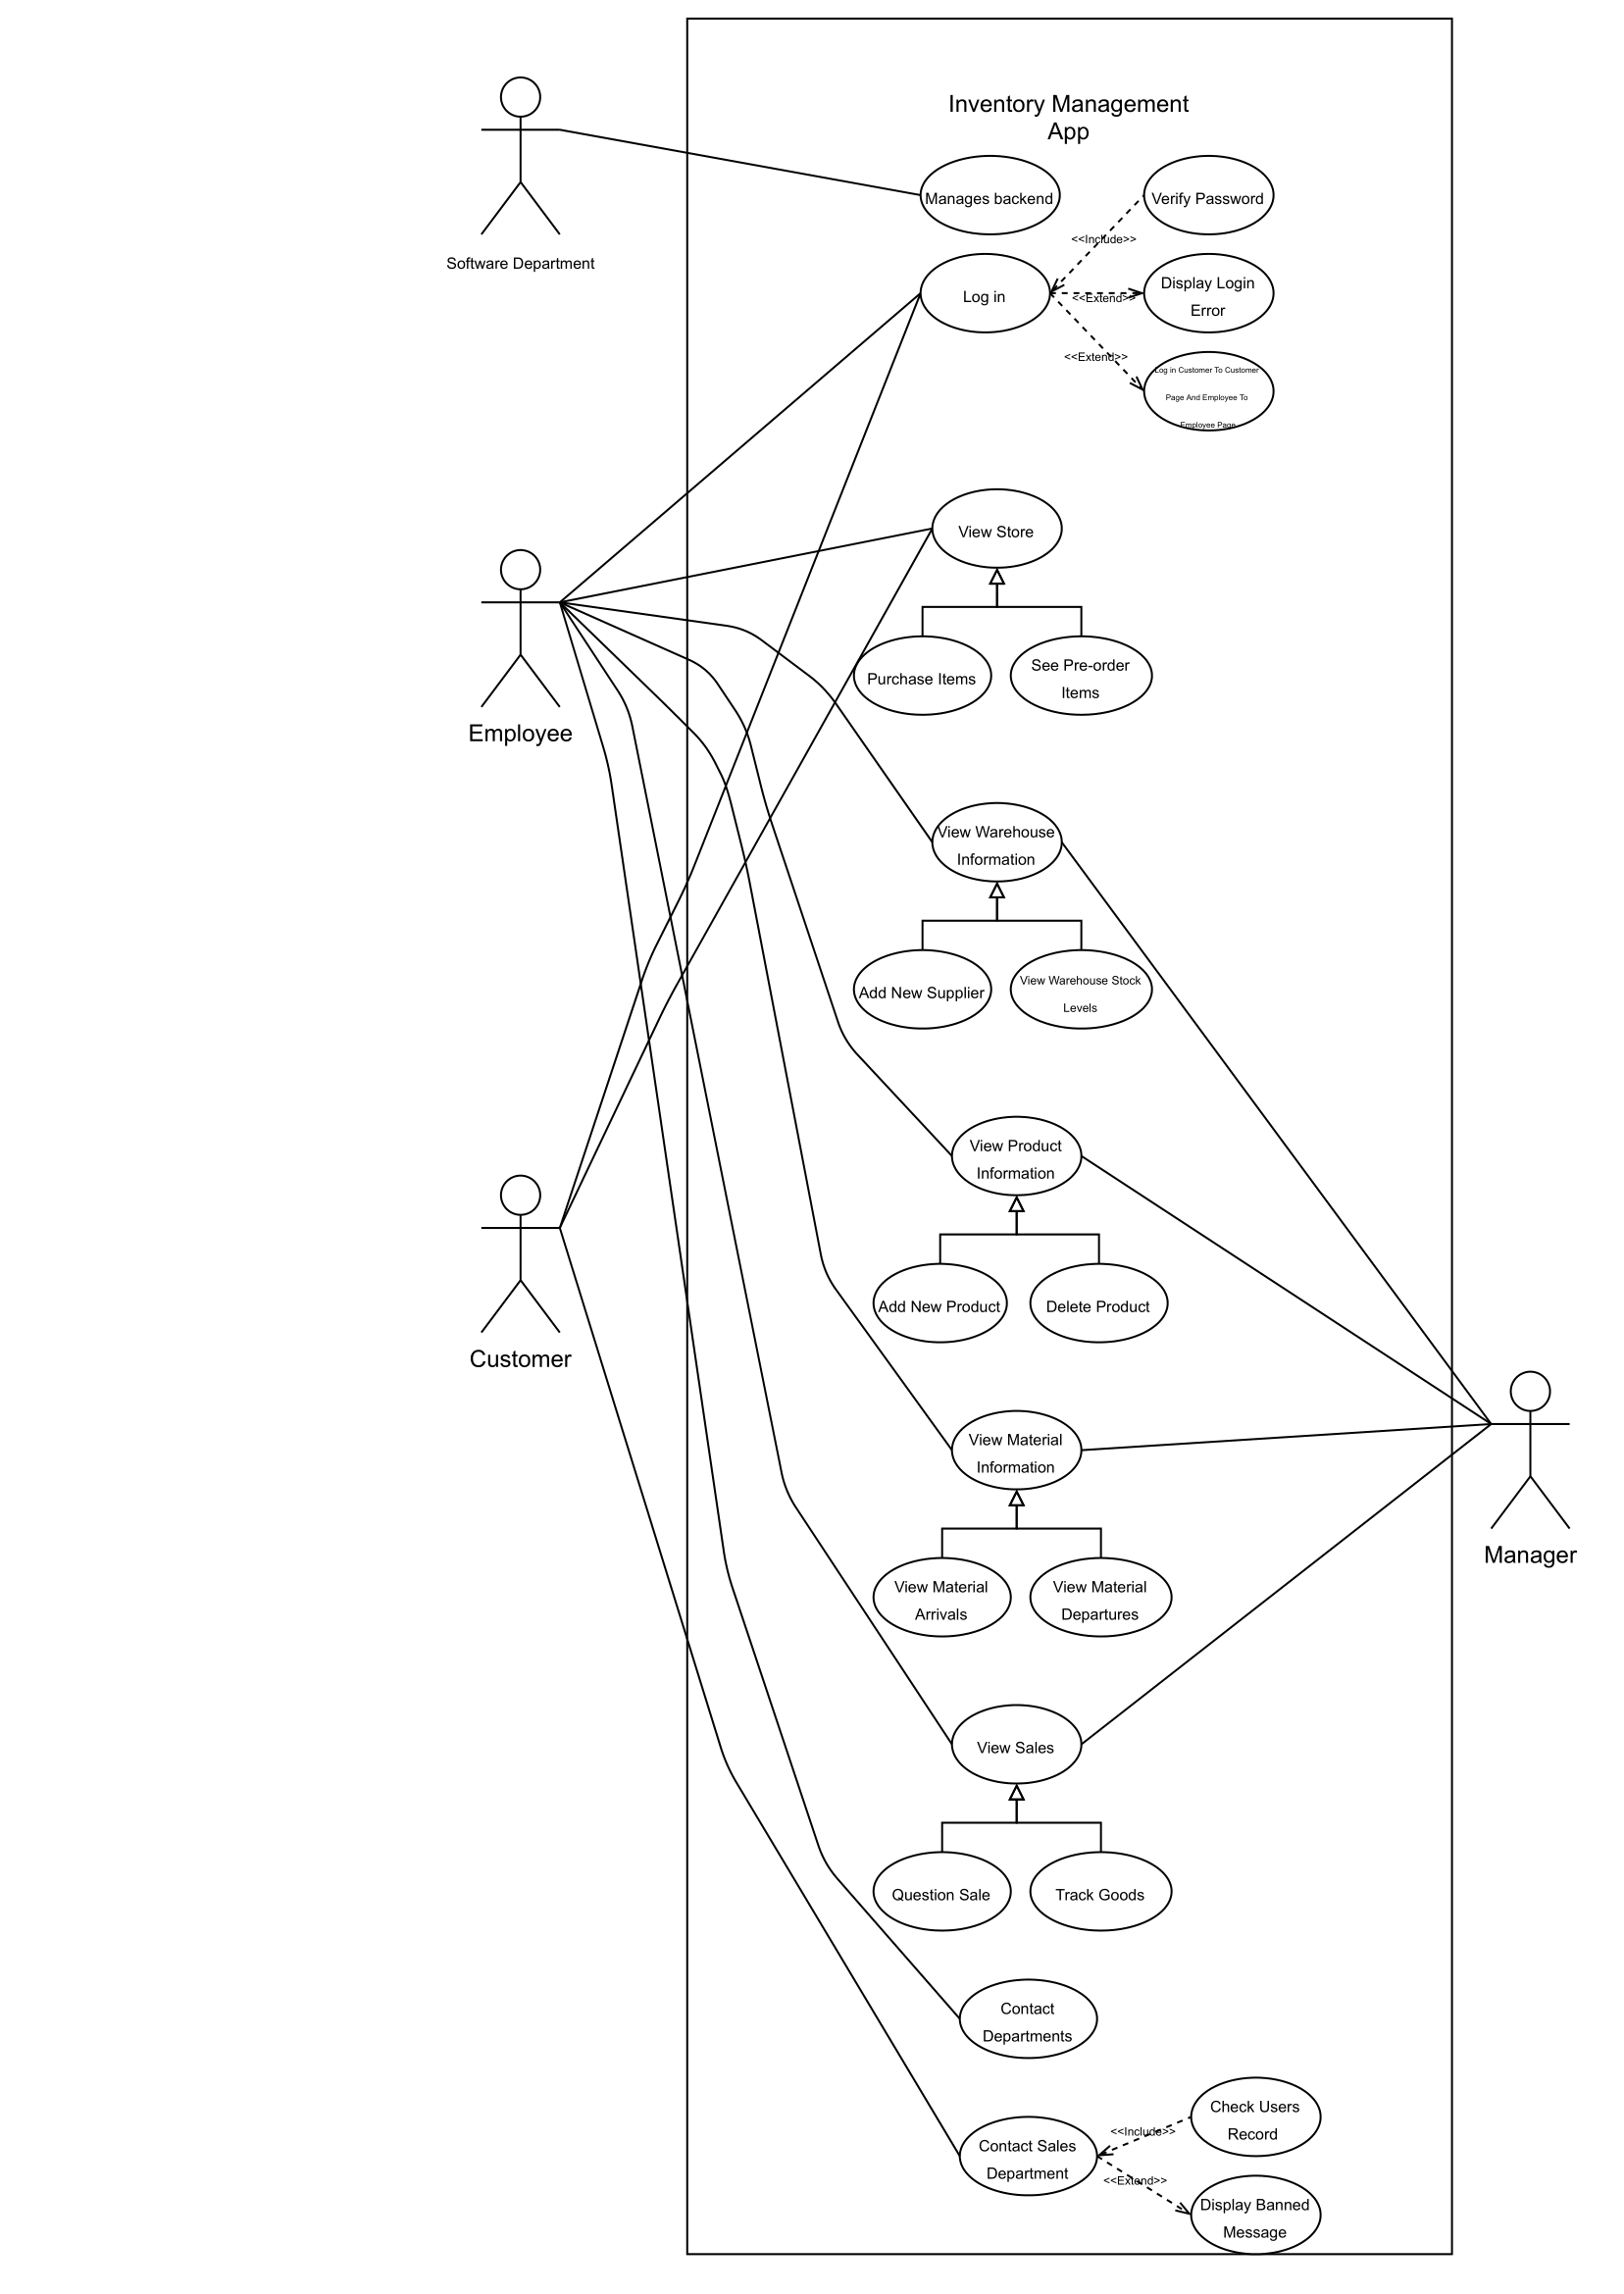 Inventory Management
App
Software Department
Manages backend
Verify Password
<<Include>>
Log in
<<Extend>>
Display Login
Error
<<Extend>>
Log in Customer To Customer
Page And Employee To
Employee Page
Employee
View Store
Purchase Items
See Pre-order
Items
View Warehouse
Information
Add New Supplier
View Warehouse Stock
Levels
Customer
View Product
Information
Add New Product
Delete Product
Manager
View Material
Information
View Material
Arrivals
View Material
Departures
View Sales
Question Sale
Track Goods
Contact
Departments
Contact Sales
Department
<<Include>>
Check Users
Record
<<Extend>>
Display Banned
Message